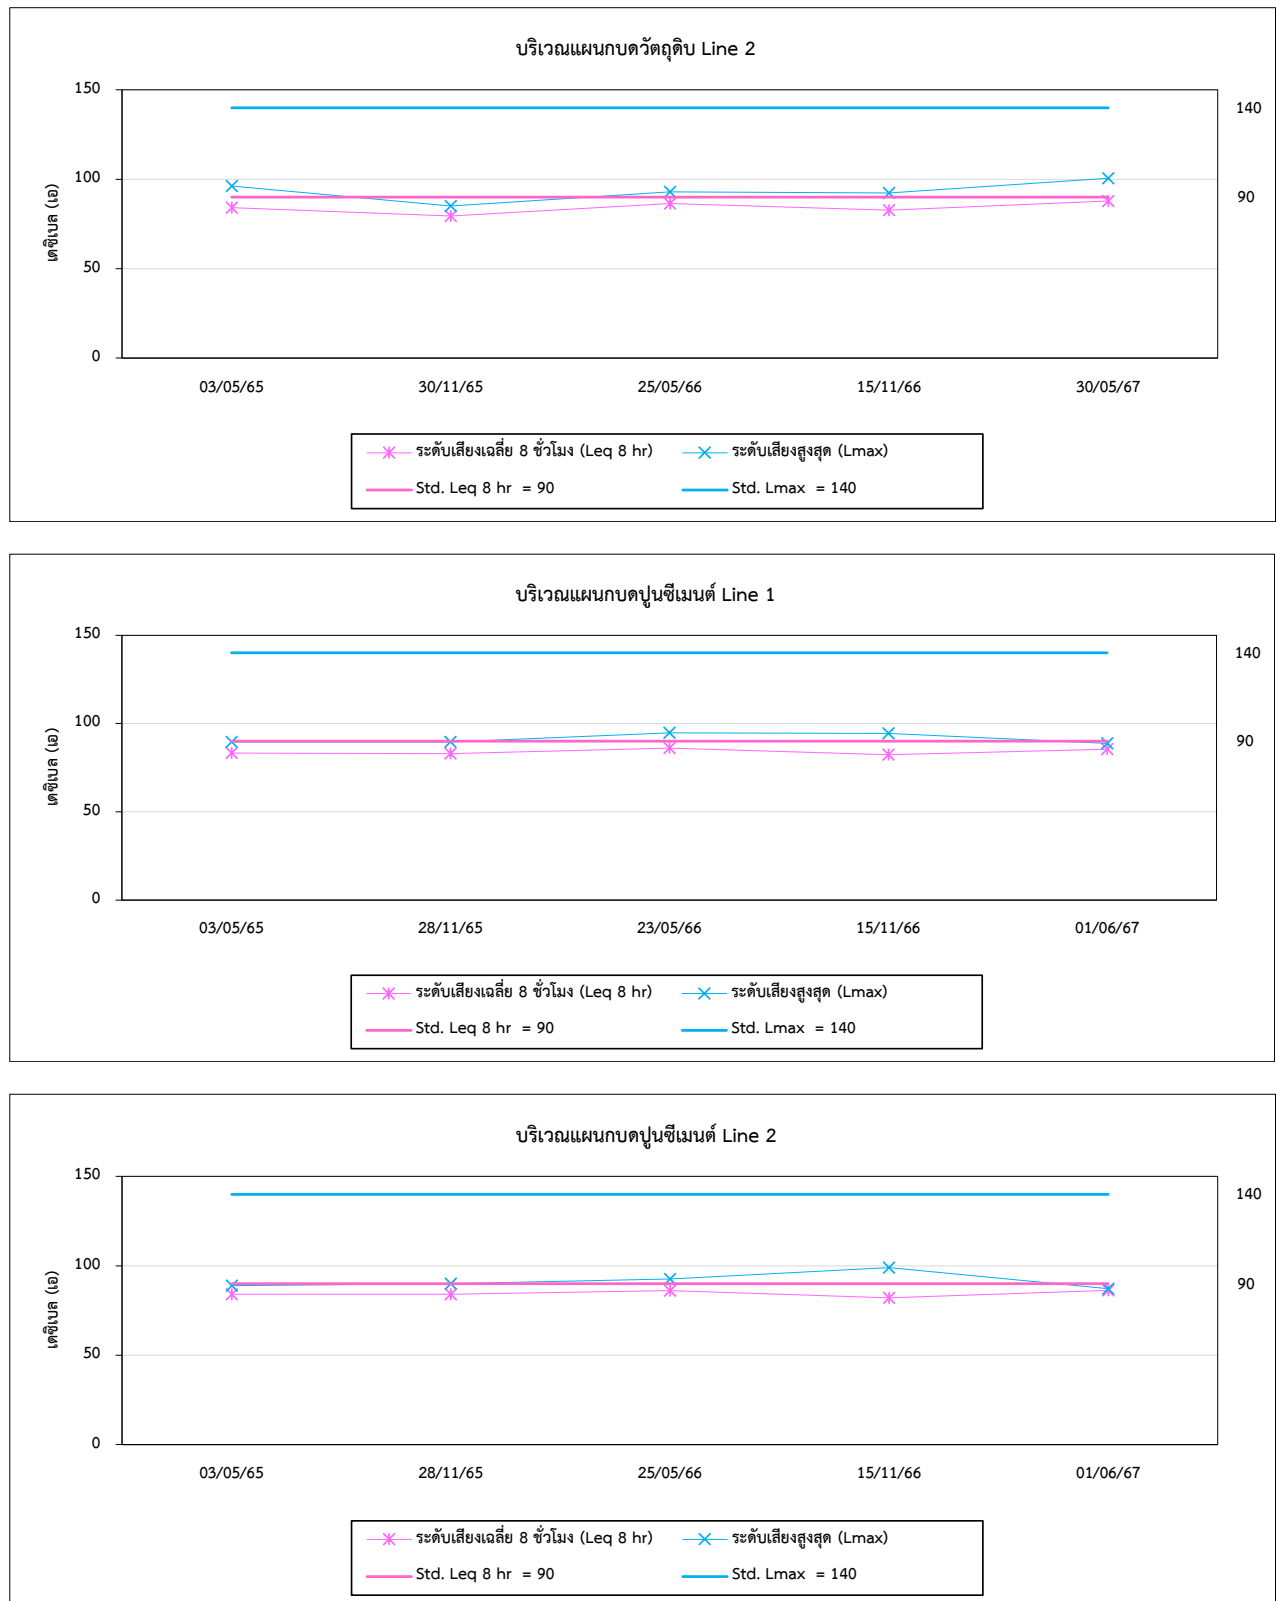 บริเวณแผนกบดวัตถุดิบ Line 2
150
140
100
90
50
0
เดซิเบล (เอ)
03/05/65 30/11/65 25/05/66 15/11/66 30/05/67
ระดับเสียงเฉลี่ย 8 ชั่วโมง (Leq 8 hr) ระดับเสียงสูงสุด (Lmax)
Std. Leq 8 hr = 90 Std. Lmax = 140
บริเวณแผนกบดปูนซีเมนต์ Line 1
150
140
100
90
50
0
เดซิเบล (เอ)
03/05/65 28/11/65 23/05/66 15/11/66 01/06/67
ระดับเสียงเฉลี่ย 8 ชั่วโมง (Leq 8 hr) ระดับเสียงสูงสุด (Lmax)
Std. Leq 8 hr = 90 Std. Lmax = 140
บริเวณแผนกบดปูนซีเมนต์ Line 2
150
140
100
90
50
0
เดซิเบล (เอ)
03/05/65 28/11/65 25/05/66 15/11/66 01/06/67
ระดับเสียงเฉลี่ย 8 ชั่วโมง (Leq 8 hr) ระดับเสียงสูงสุด (Lmax)
Std. Leq 8 hr = 90 Std. Lmax = 140